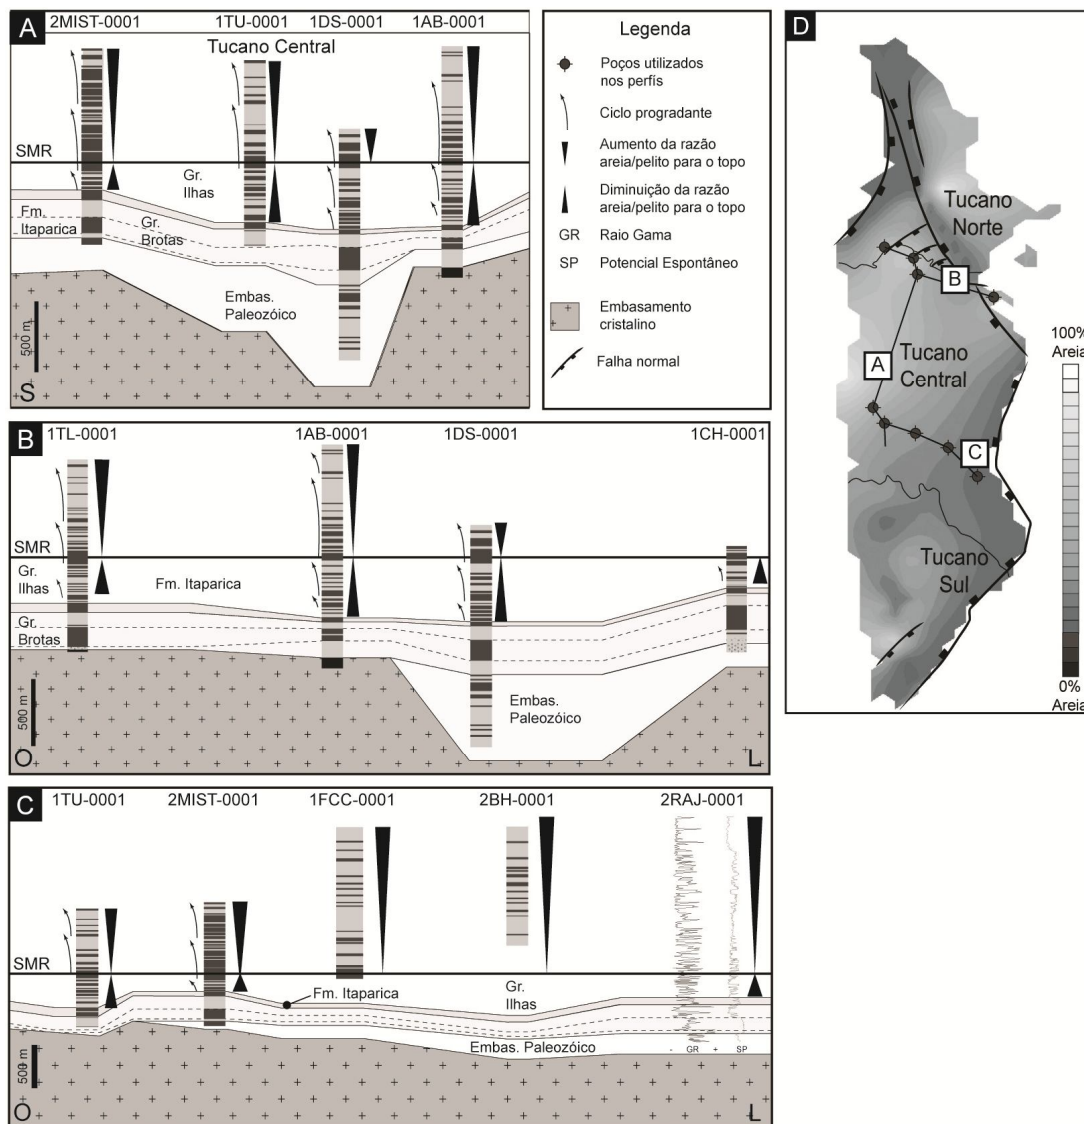 A
2MIST-0001 1TU-0001 1DS-0001 1AB-0001
Tucano Central
SMR
Gr.
Ilhas
Fm.
Itaparica
Gr.
Brotas
Embas.
Paleozóico
500 m
S
Legenda
Poços utilizados
nos perfís
Ciclo progradante
Aumento da razão
areia/pelito para o topo
Diminuição da razão
areia/pelito para o topo
GR Raio Gama
SP Potencial Espontâneo
Embasamento
cristalino
Falha normal
B
1TL-0001 1AB-0001 1DS-0001 1CH-0001
SMR
Gr.
Ilhas
Fm. Itaparica
Gr.
Brotas
Embas.
Paleozóico
500 m
O L
C
1TU-0001 2MIST-0001 1FCC-0001 2BH-0001 2RAJ-0001
SMR
Fm. Itaparica
Gr.
Ilhas
Embas. Paleozóico
- GR + SP
500 m
O L
D
Tucano
Norte
B
A
Tucano
Central
C
Tucano
Sul
100%
Areia
0%
Areia